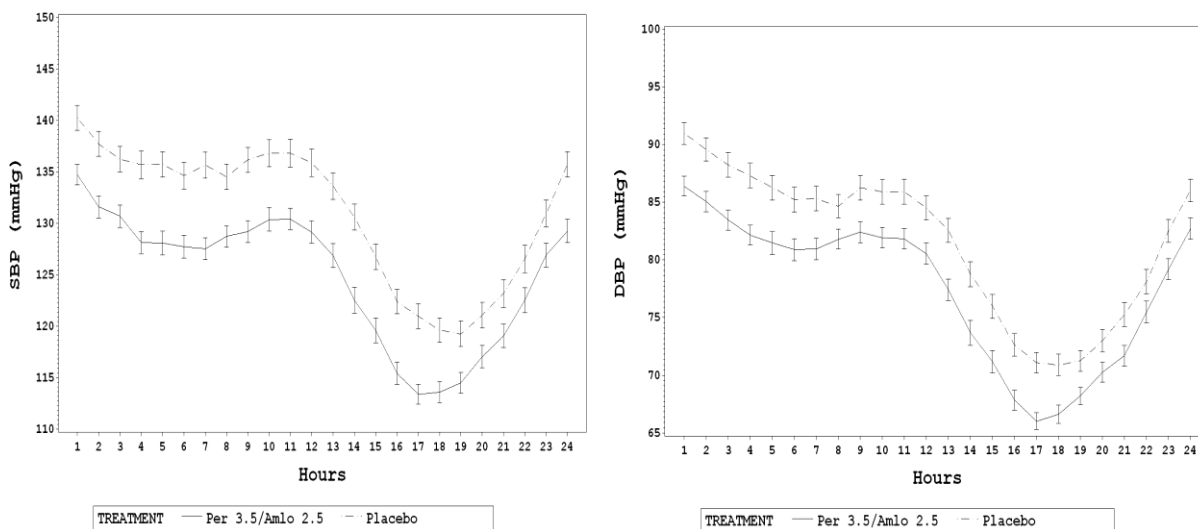 150
145
140
135
130
125
120
115
110
SBP (mmHg)
1 2 3 4 5 6 7 8 9 10 11 12 13 14 15 16 17 18 19 20 21 22 23 24
Hours
TREATMENT Per 3.5/Amlo 2.5 Placebo
100
95
90
85
80
75
70
65
DBP (mmHg)
1 2 3 4 5 6 7 8 9 10 11 12 13 14 15 16 17 18 19 20 21 22 23 24
Hours
TREATMENT Per 3.5/Amlo 2.5 Placebo